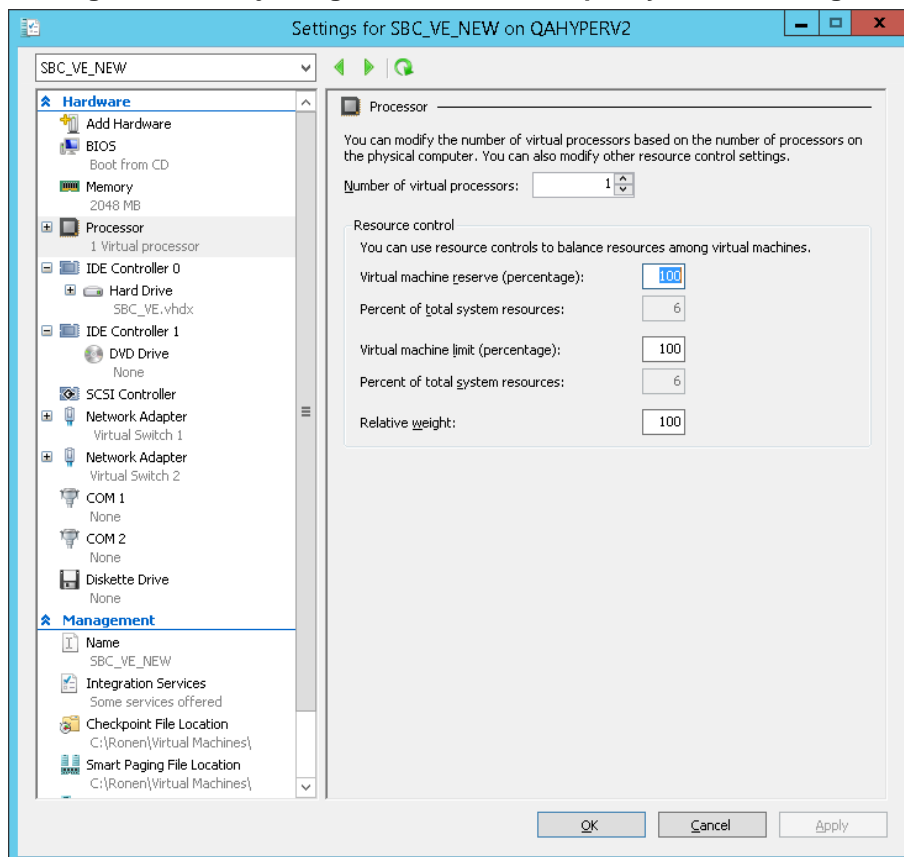 Settings for SBC_VE_NEW on QAHYPERV2
SBC_VE_NEW
Hardware
Add Hardware
BIOS
Boot from CD
Memory
2048 MB
Processor
1 Virtual processor
IDE Controller 0
Hard Drive
SBC_VE.vhdx
IDE Controller 1
DVD Drive
None
SCSI Controller
Network Adapter
Virtual Switch 1
Network Adapter
Virtual Switch 2
COM 1
None
COM 2
None
Diskette Drive
None
Management
Name
SBC_VE_NEW
Integration Services
Some services offered
Checkpoint File Location
C:\Ronen\Virtual Machines\
Smart Paging File Location
C:\Ronen\Virtual Machines\
Processor
You can modify the number of virtual processors based on the number of processors on
the physical computer. You can also modify other resource control settings.
Number of virtual processors: 1
Resource control
You can use resource controls to balance resources among virtual machines.
Virtual machine reserve (percentage): 100
Percent of total system resources: 6
Virtual machine limit (percentage): 100
Percent of total system resources: 6
Relative weight: 100
OK Cancel Apply